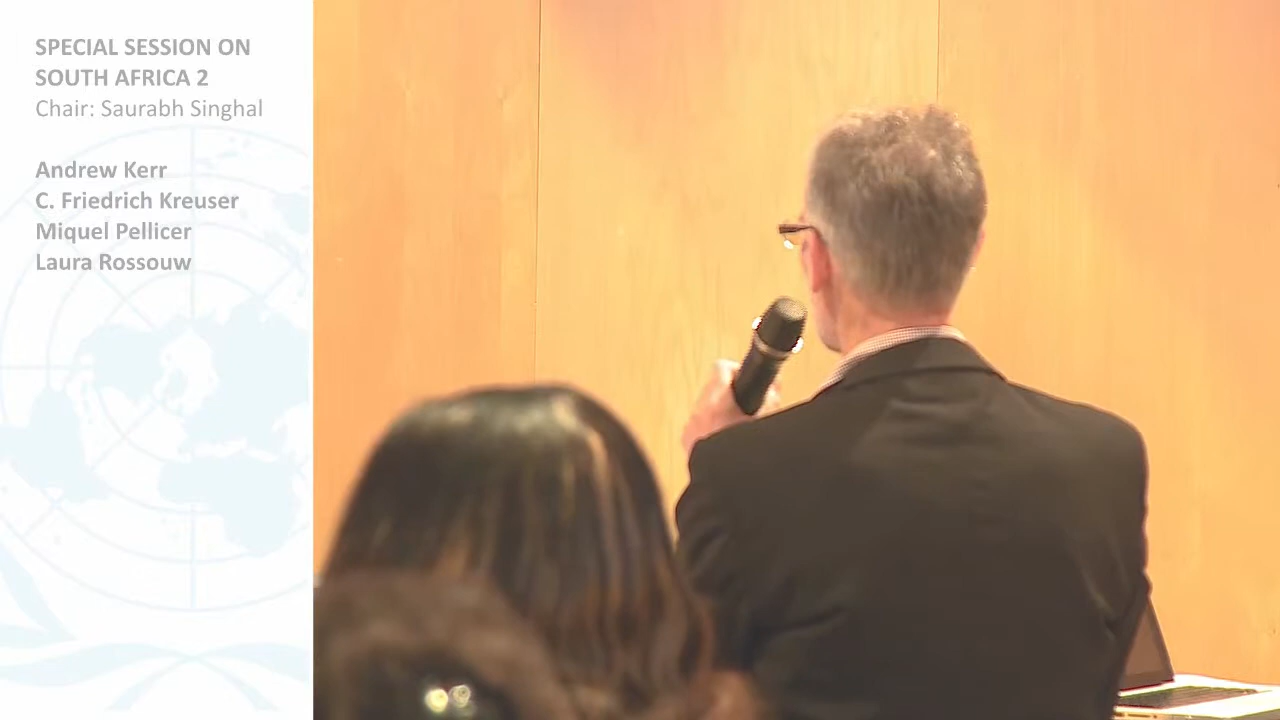 SPECIAL SESSION ON
SOUTH AFRICA 2
Chair: Saurabh Singhal
Andrew Kerr
C. Friedrich Kreuser
Miquel Pellicer
Laura Rossouw